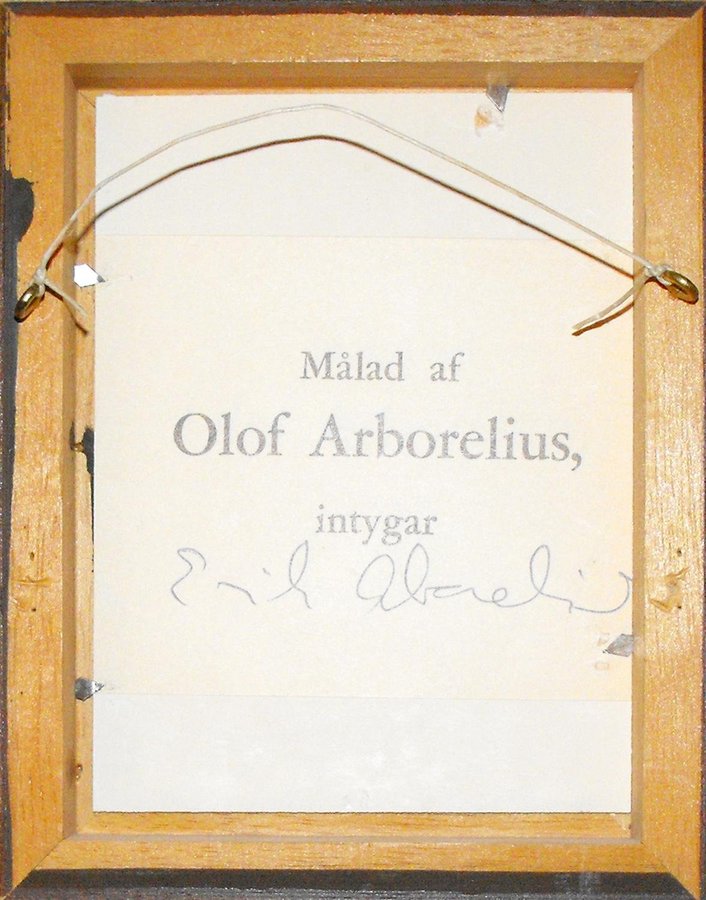 Målad af
Olof Arborelius,
intygar
Erik Arborelius